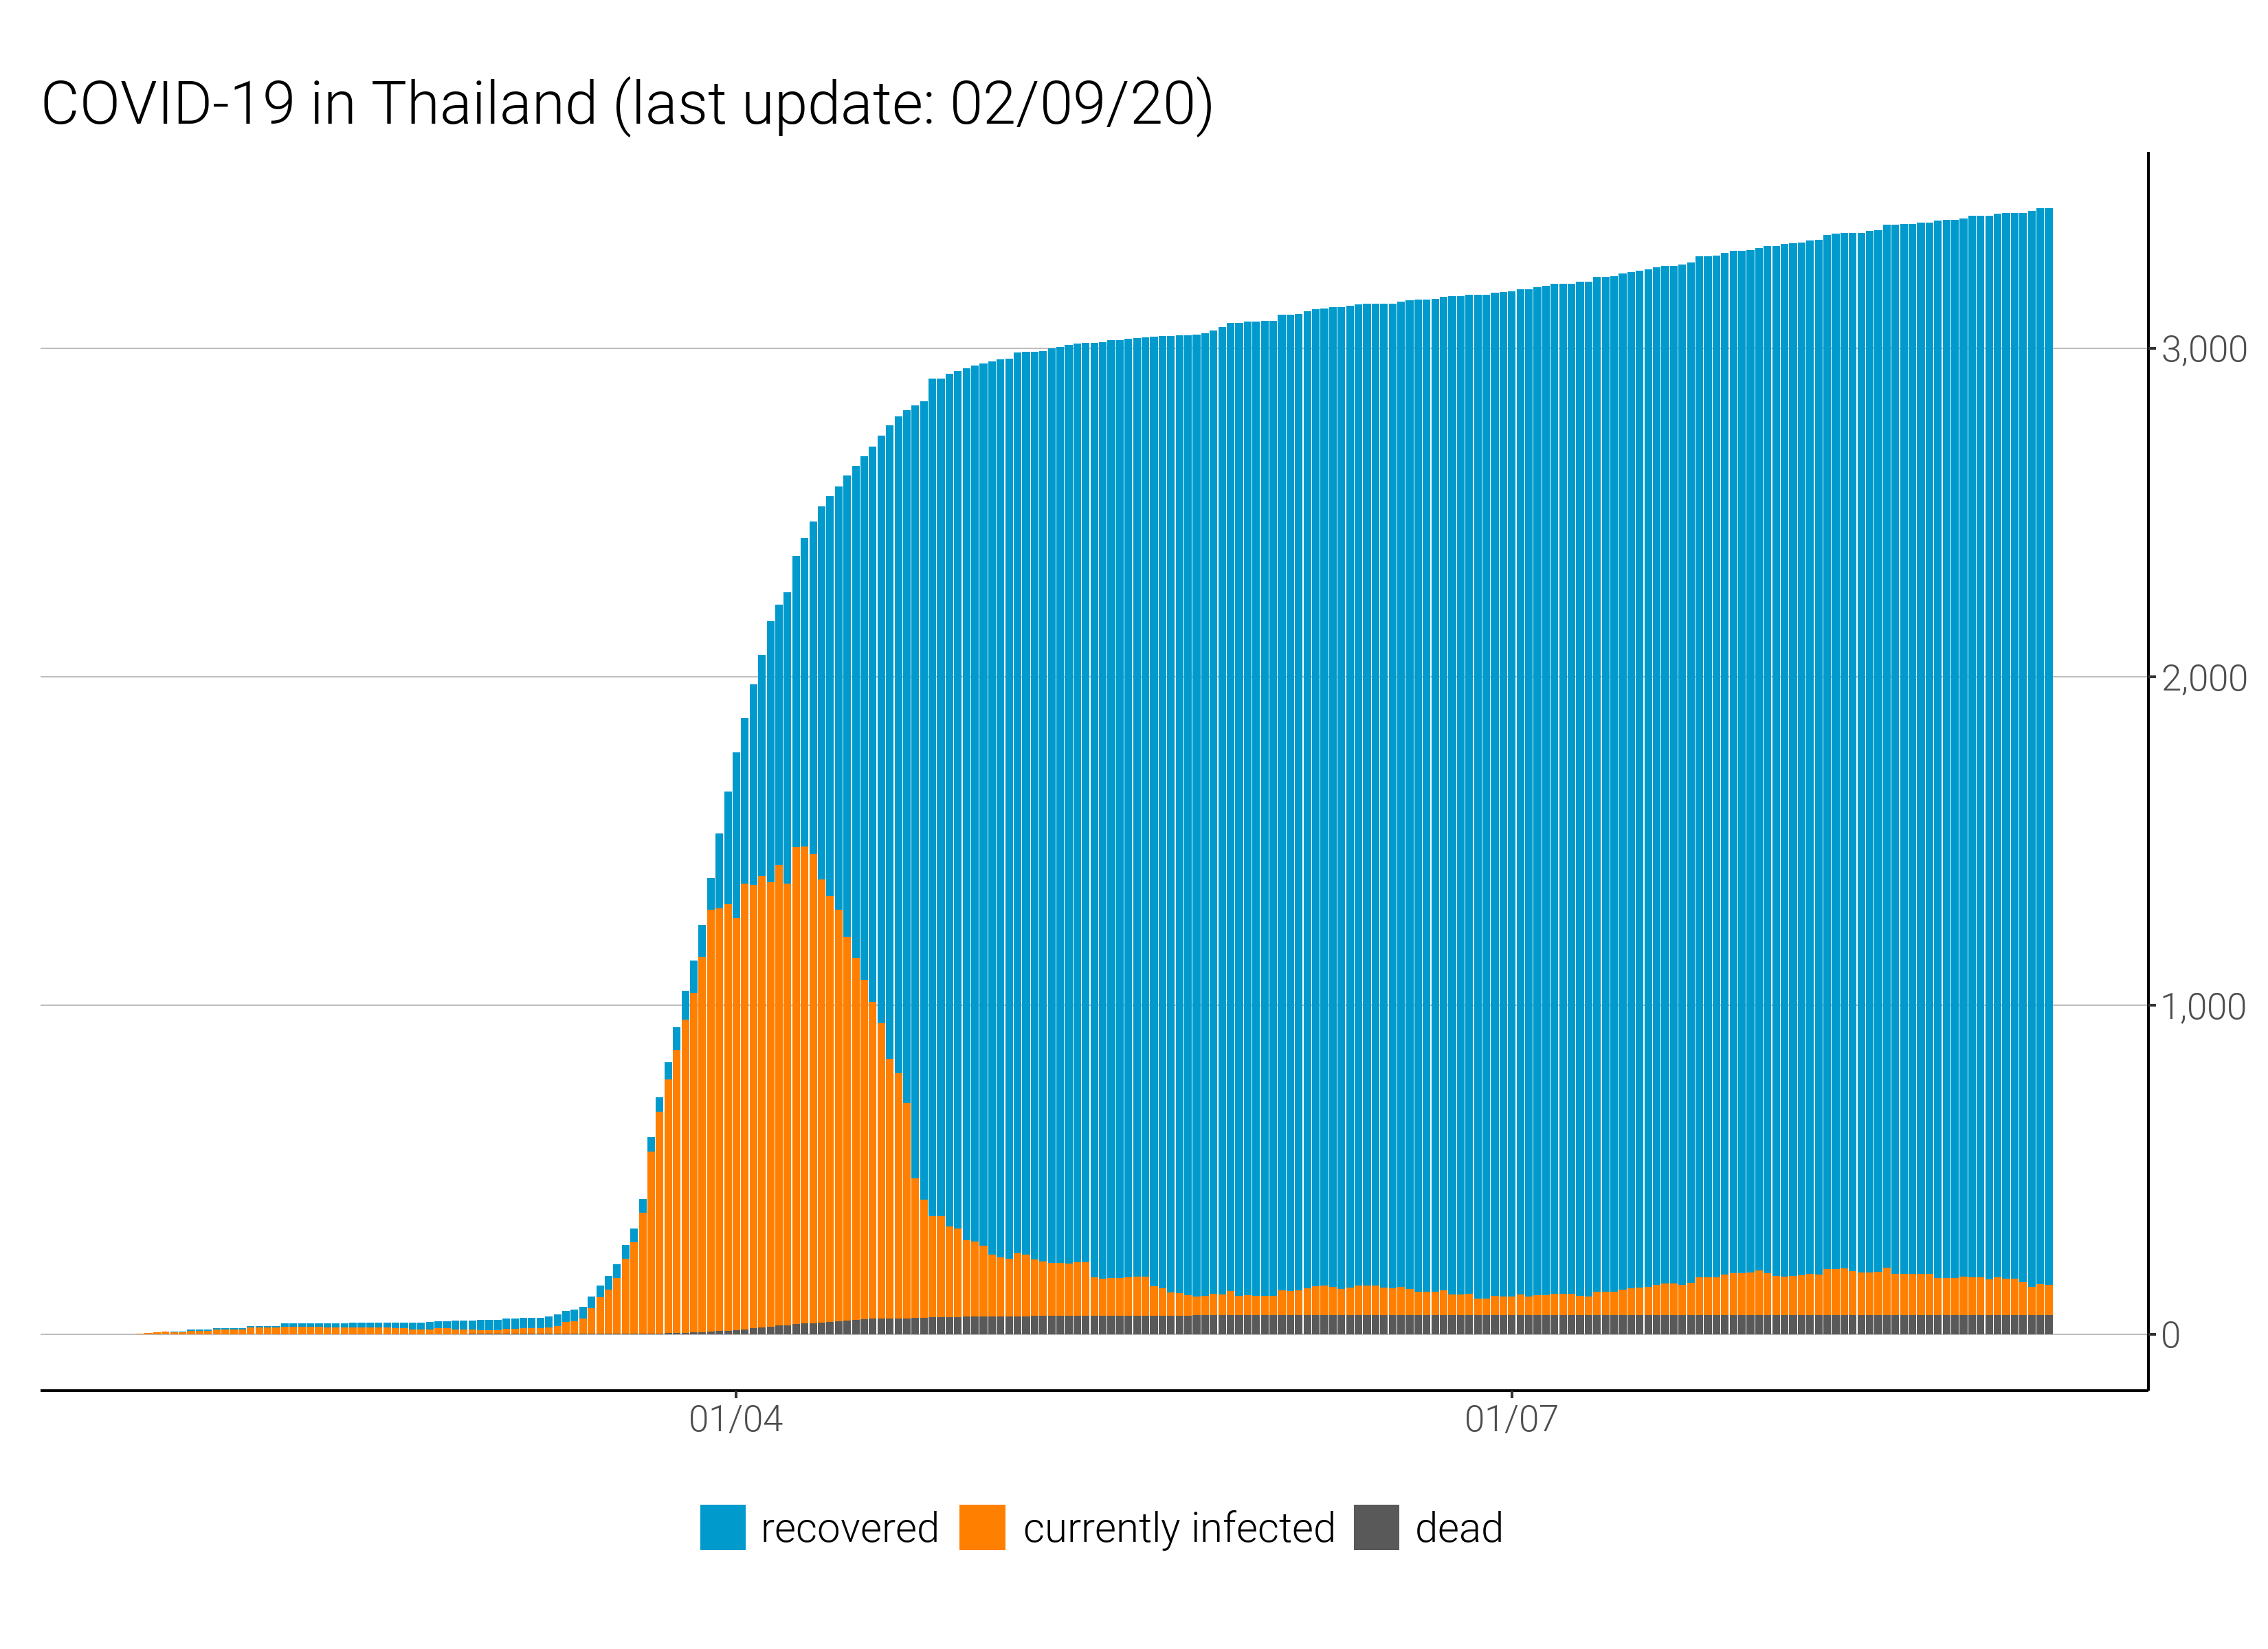 COVID-19 in Thailand (last update: 02/09/20)
3,000
2,000
1,000
0
01/04 01/07
recovered currently infected dead